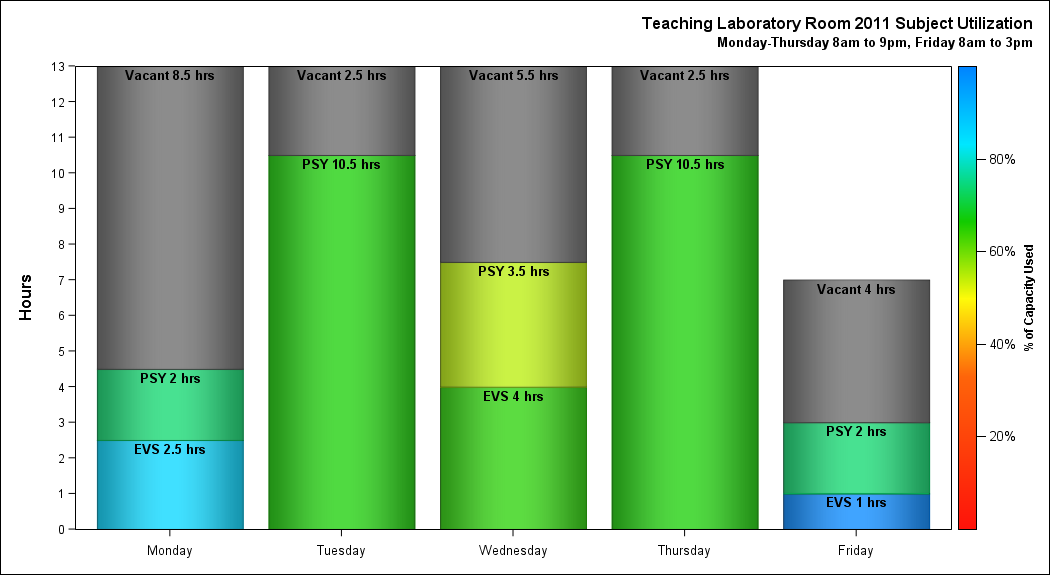 Teaching Laboratory Room 2011 Subject Utilization
Monday-Thursday 8am to 9pm, Friday 8am to 3pm
Hours
13
12
11
10
9
8
7
6
5
4
3
2
1
0
Vacant 8.5 hrs
PSY 2 hrs
EVS 2.5 hrs
Vacant 2.5 hrs
PSY 10.5 hrs
Vacant 5.5 hrs
PSY 3.5 hrs
EVS 4 hrs
Vacant 2.5 hrs
PSY 10.5 hrs
Vacant 4 hrs
PSY 2 hrs
EVS 1 hrs
Monday
Tuesday
Wednesday
Thursday
Friday
80%
60%
40%
20%
% of Capacity Used